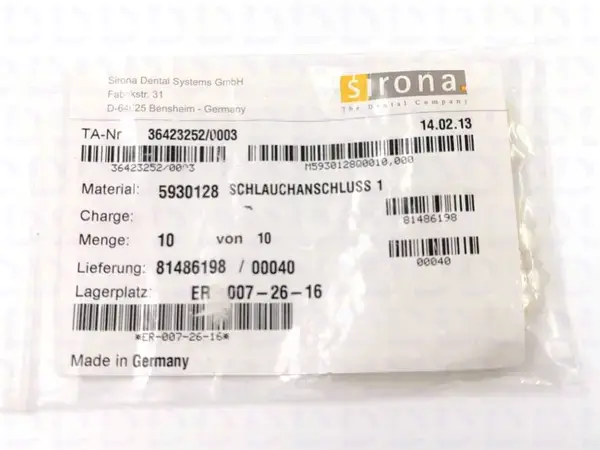 Sirona Dental Systems GmbH
Fabrikstr. 31
D-64625 Bensheim - Germany
sirona.
The Dental Company
14.02.13
TA-Nr 36423252/0003
36423252/0003 M5930128Q0010,000
Material: 5930128 SCHLAUCHANSCHLUSS 1
Charge:
81486198
Menge: 10 von 10
Lieferung: 81486198 / 00040
00040
Lagerplatz: ER 007-26-16
*ER-007-26-16*
Made in Germany